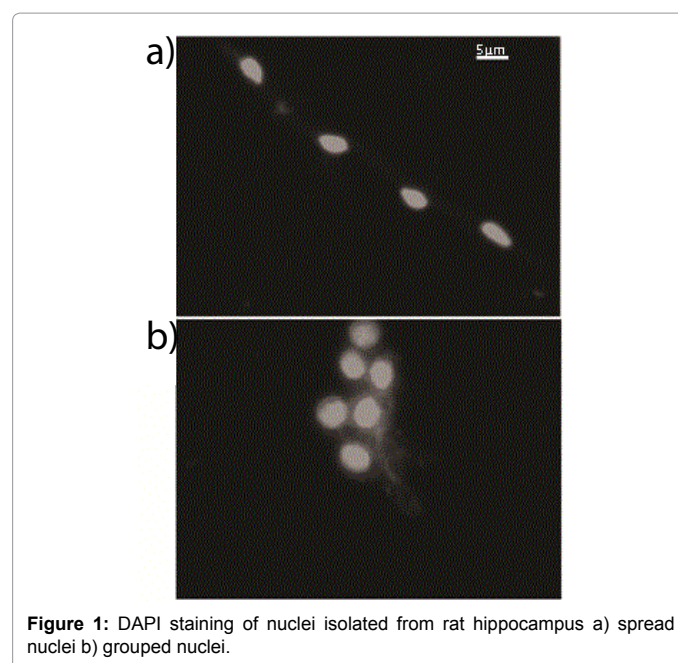 a)
5µm
b)
Figure 1: DAPI staining of nuclei isolated from rat hippocampus a) spread
nuclei b) grouped nuclei.